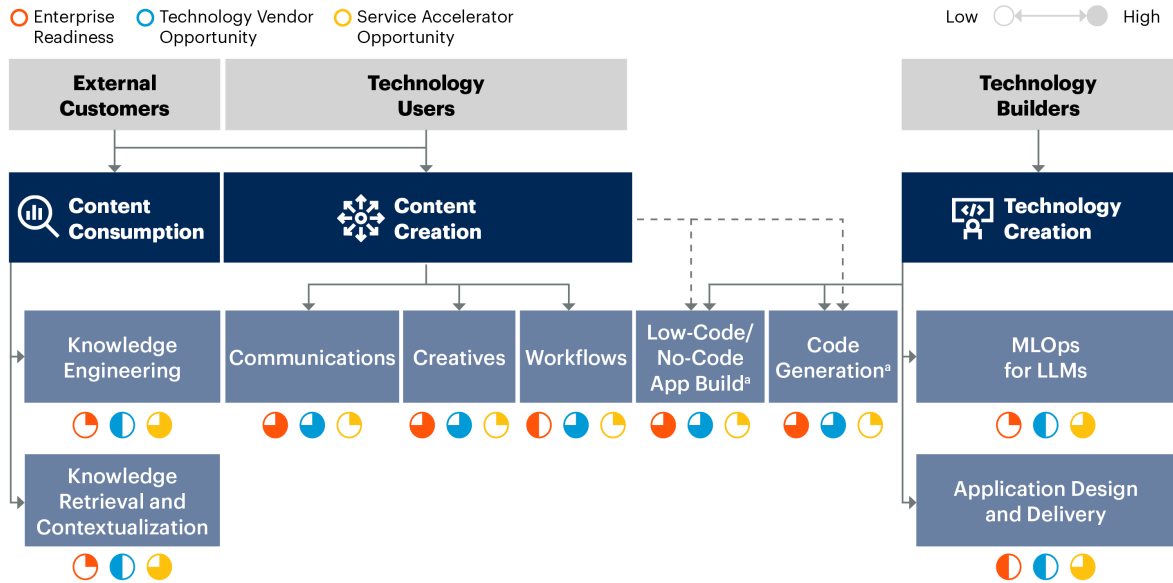 Enterprise
Readiness
Technology Vendor
Opportunity
Service Accelerator
Opportunity
Low
High
External
Customers
Technology
Users
Technology
Builders
Content
Consumption
Content
Creation
Technology
Creation
Knowledge
Engineering
Communications
Creatives
Workflows
Low-Code/
No-Code
App Buildᵃ
Code
Generationᵃ
MLOps
for LLMs
Knowledge
Retrieval and
Contextualization
Application Design
and Delivery